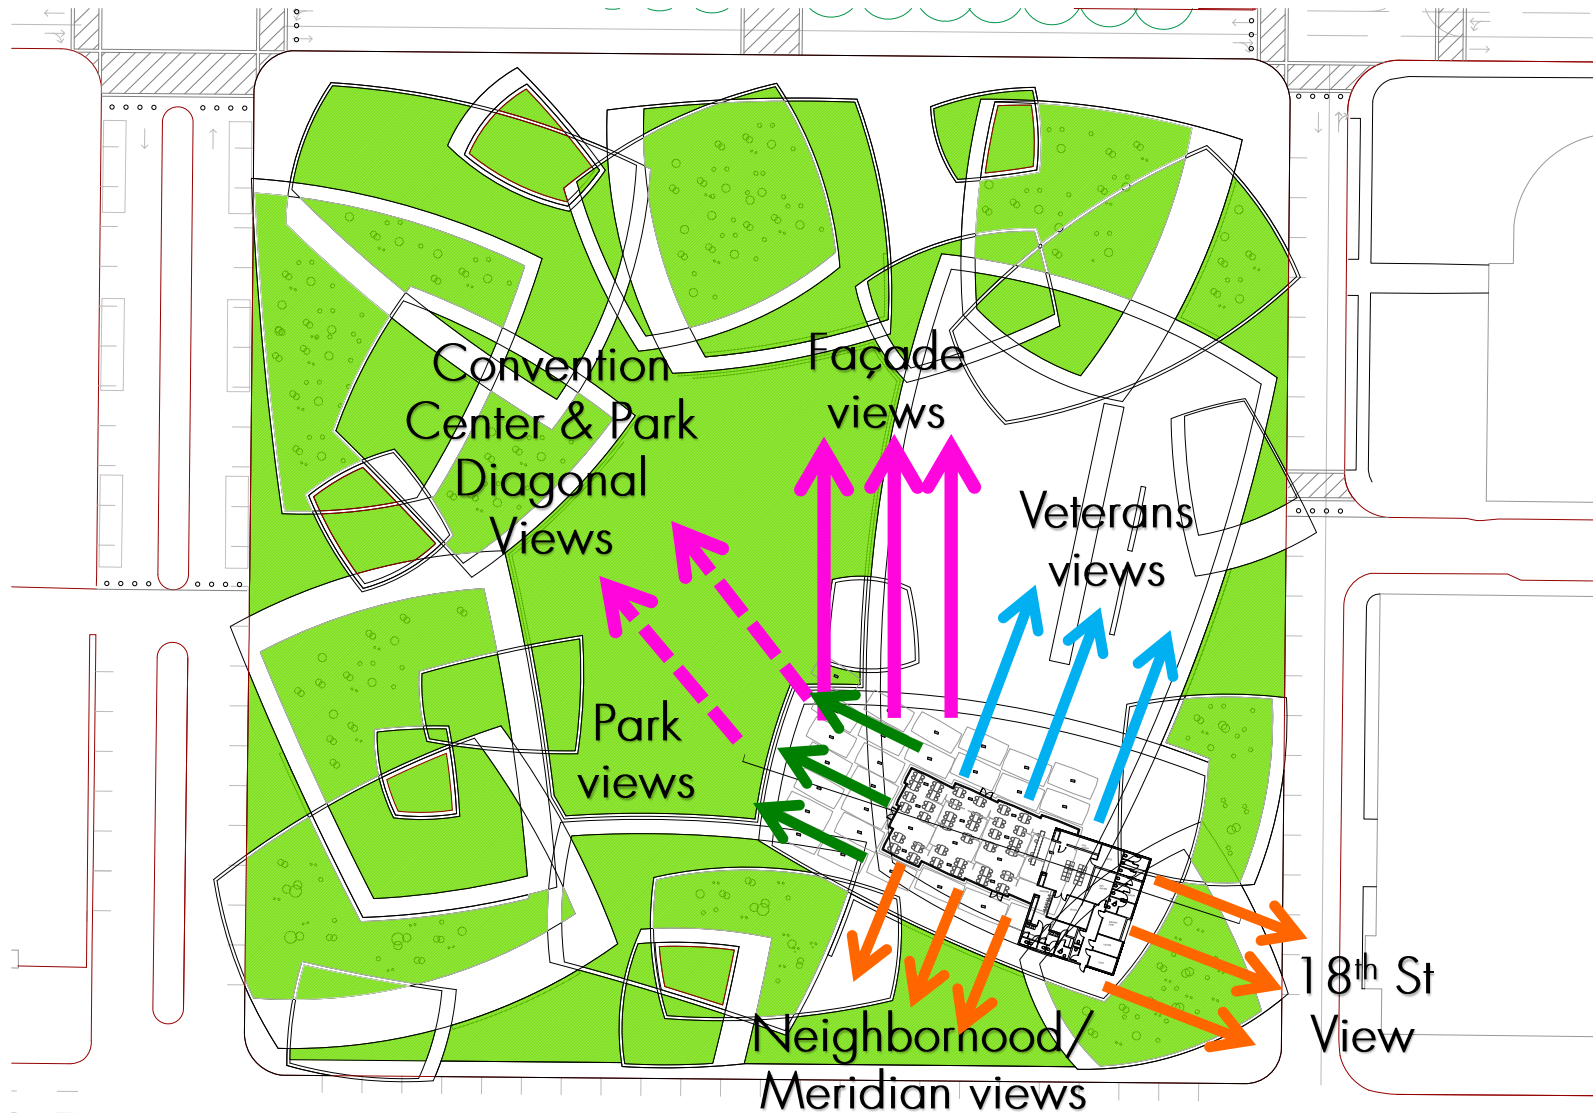 Convention
Center & Park
Diagonal
Views
Façade
views
Veterans
views
Park
views
18th St
View
Neighborhood/
Meridian views